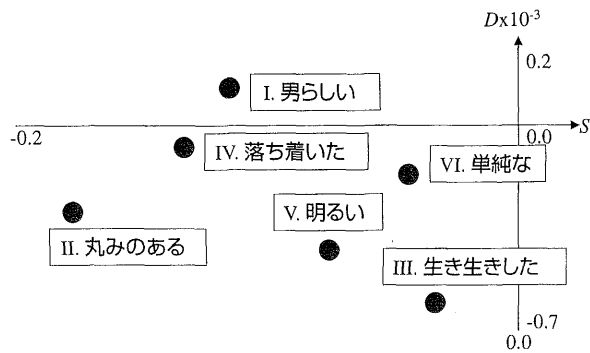 Dx10-3
0.2
I. 男らしい
-0.2
0.0
S
IV. 落ち着いた
VI. 単純な
V. 明るい
II. 丸みのある
III. 生き生きした
-0.7
0.0